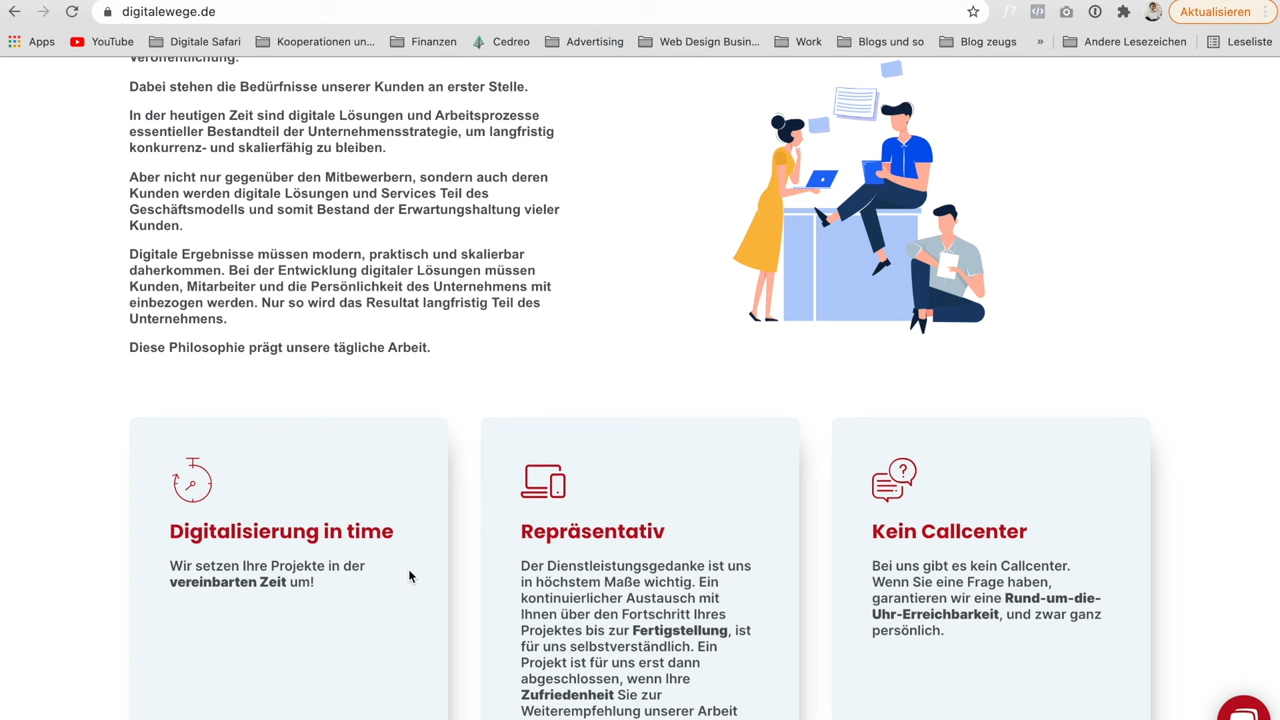 digitalewege.de
Aktualisieren
Apps
YouTube
Digitale Safari
Kooperationen un...
Finanzen
Cedreo
Advertising
Web Design Busin...
Work
Blogs und so
Blog zeugs
»
Andere Lesezeichen
Leseliste
Veröffentlichung.
Dabei stehen die Bedürfnisse unserer Kunden an erster Stelle.
In der heutigen Zeit sind digitale Lösungen und Arbeitsprozesse
essentieller Bestandteil der Unternehmensstrategie, um langfristig
konkurrenz- und skalierfähig zu bleiben.
Aber nicht nur gegenüber den Mitbewerbern, sondern auch deren
Kunden werden digitale Lösungen und Services Teil des
Geschäftsmodells und somit Bestand der Erwartungshaltung vieler
Kunden.
Digitale Ergebnisse müssen modern, praktisch und skalierbar
daherkommen. Bei der Entwicklung digitaler Lösungen müssen
Kunden, Mitarbeiter und die Persönlichkeit des Unternehmens mit
einbezogen werden. Nur so wird das Resultat langfristig Teil des
Unternehmens.
Diese Philosophie prägt unsere tägliche Arbeit.
Digitalisierung in time
Wir setzen Ihre Projekte in der
vereinbarten Zeit um!
Repräsentativ
Der Dienstleistungsgedanke ist uns
in höchstem Maße wichtig. Ein
kontinuierlicher Austausch mit
Ihnen über den Fortschritt Ihres
Projektes bis zur Fertigstellung, ist
für uns selbstverständlich. Ein
Projekt ist für uns erst dann
abgeschlossen, wenn Ihre
Zufriedenheit Sie zur
Weiterempfehlung unserer Arbeit
Kein Callcenter
Bei uns gibt es kein Callcenter.
Wenn Sie eine Frage haben,
garantieren wir eine Rund-um-die-
Uhr-Erreichbarkeit, und zwar ganz
persönlich.